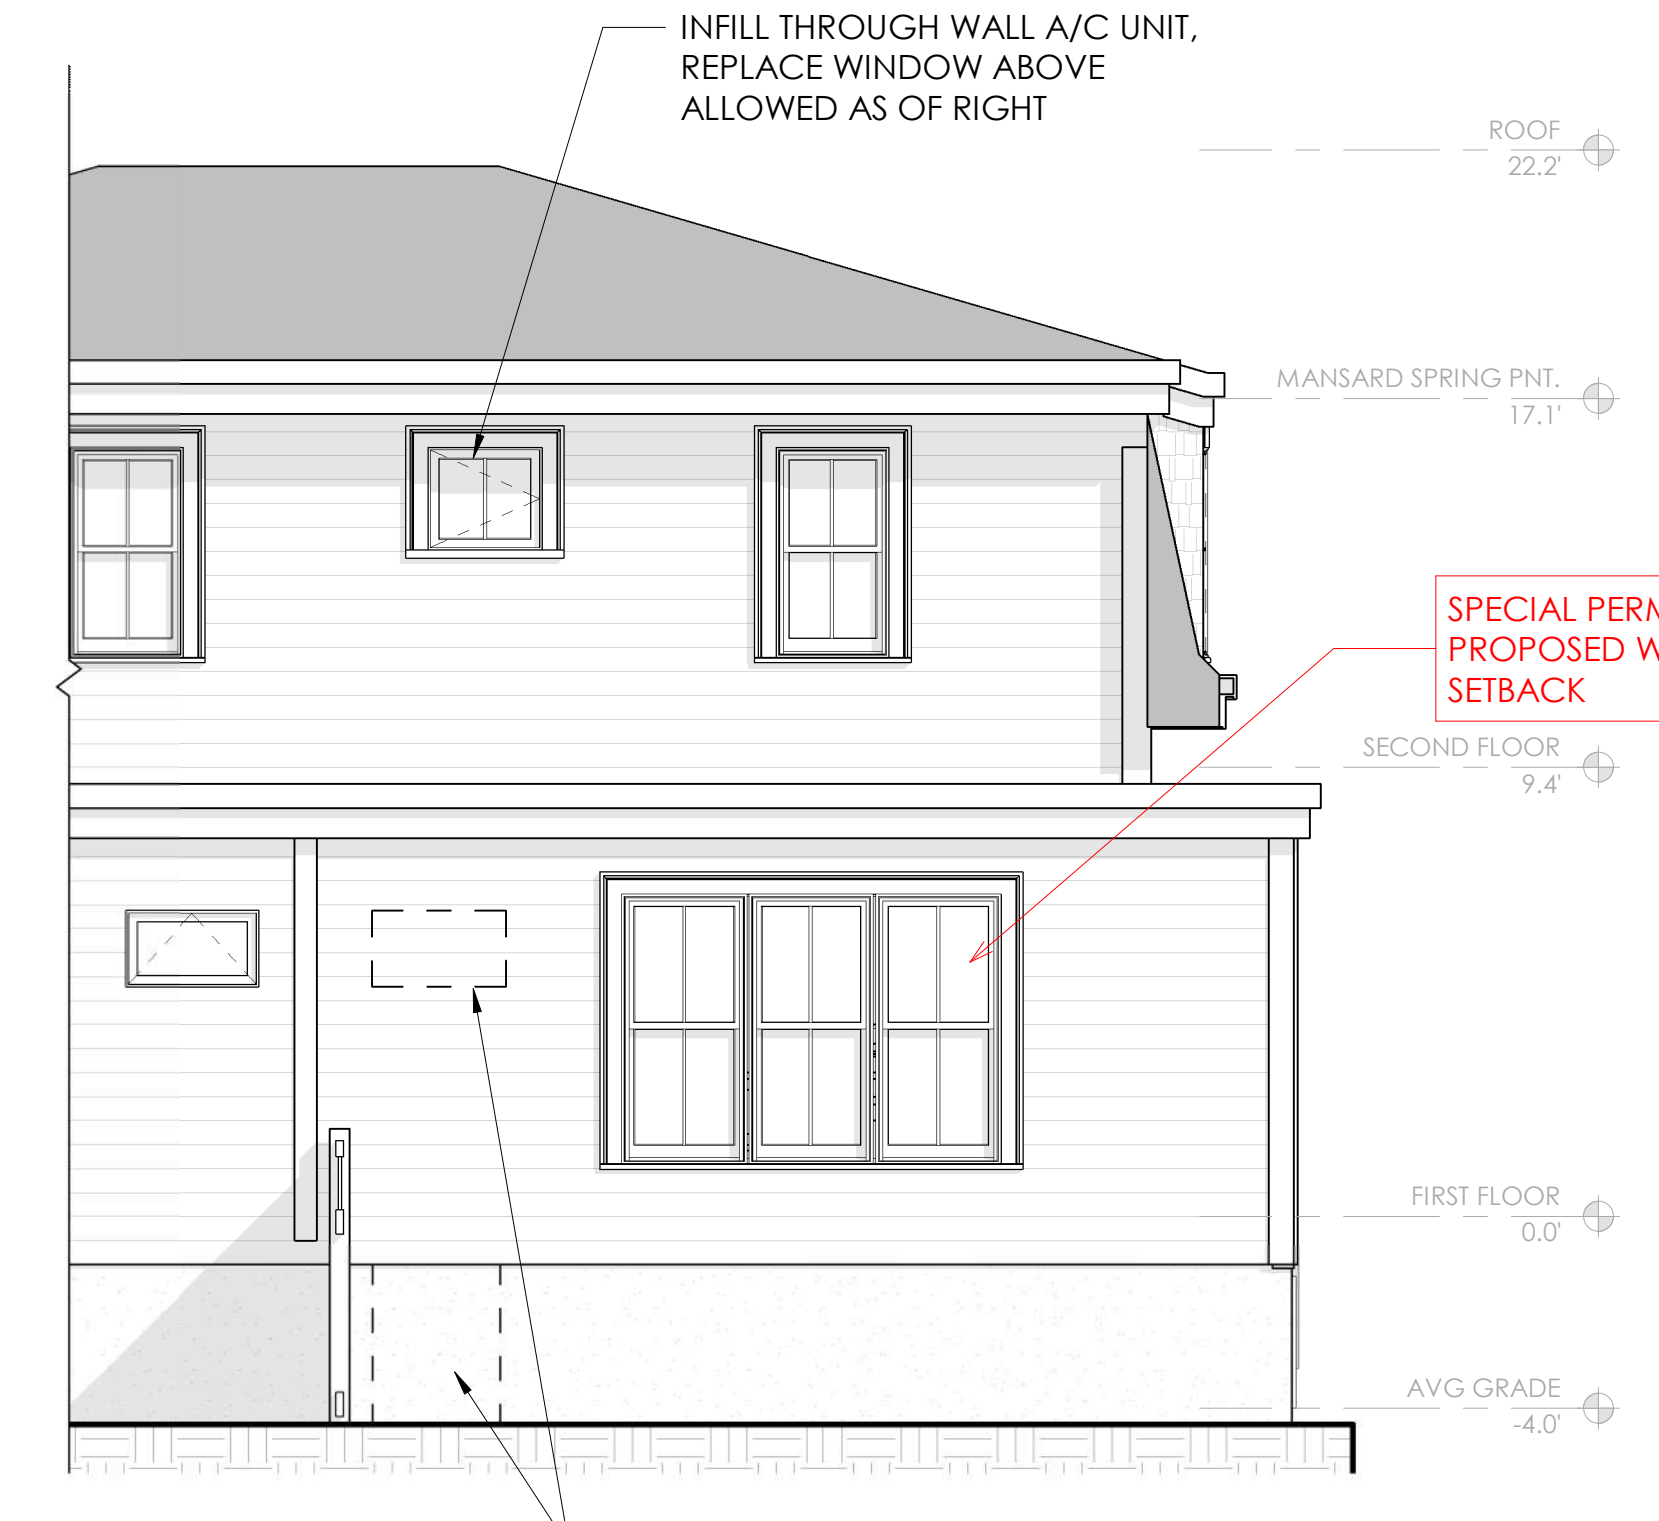 INFILL THROUGH WALL A/C UNIT,
REPLACE WINDOW ABOVE
ALLOWED AS OF RIGHT
ROOF
22.2'
MANSARD SPRING PNT.
17.1'
SPECIAL PERM
PROPOSED W
SETBACK
SECOND FLOOR
9.4'
FIRST FLOOR
0.0'
AVG GRADE
-4.0'